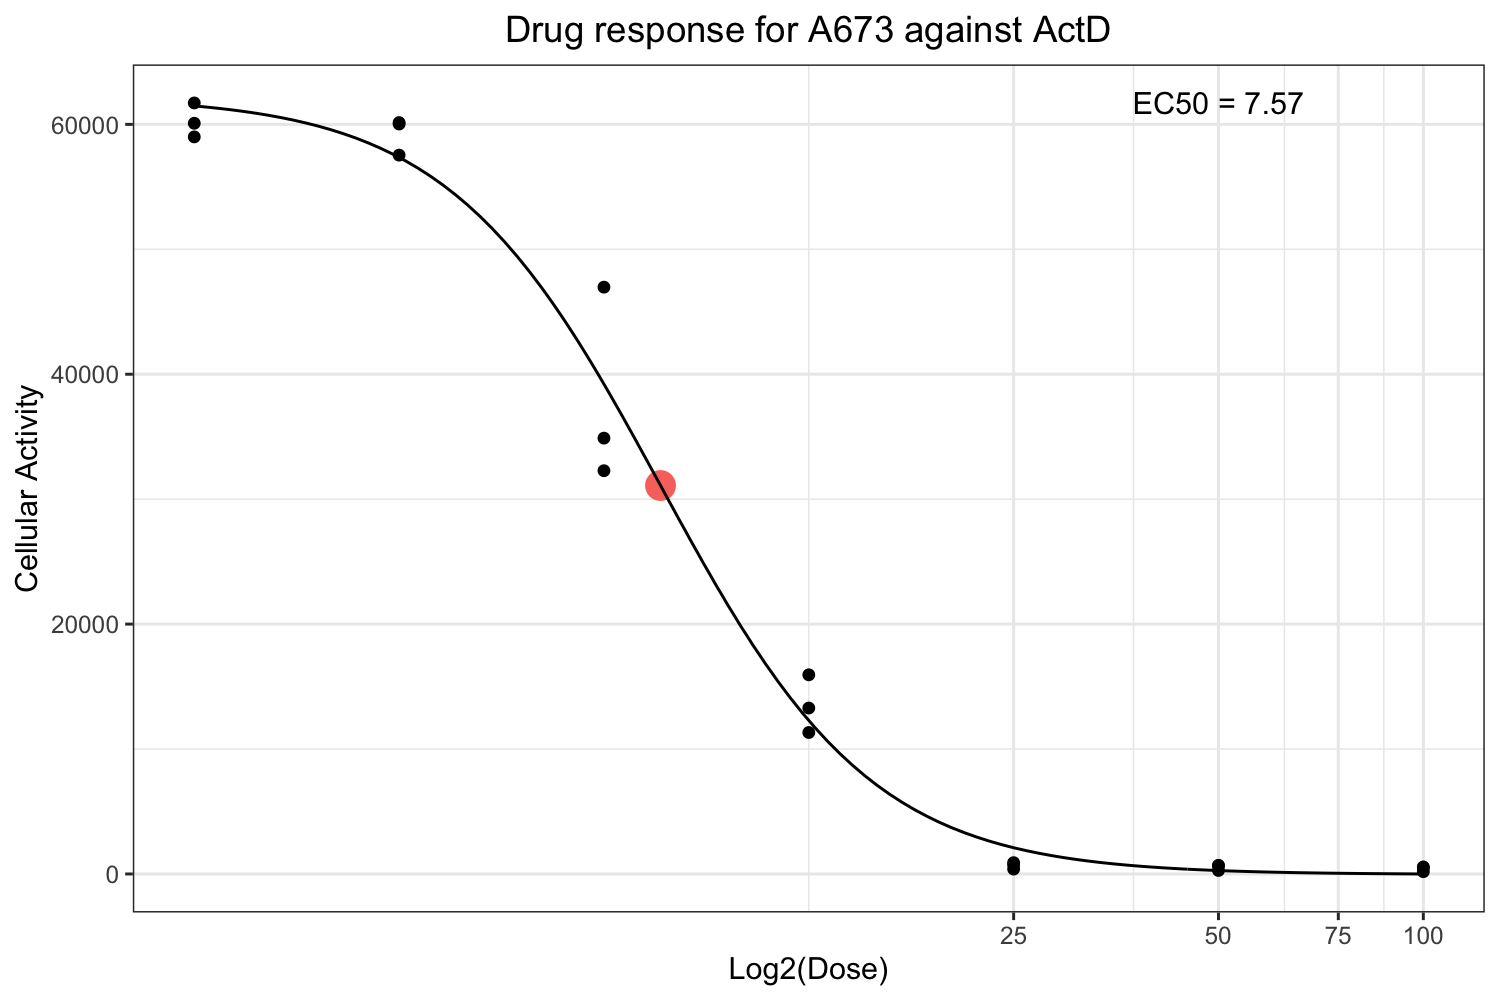 Drug response for A673 against ActD
EC50 = 7.57
60000
40000
20000
0
Cellular Activity
25 50 75 100
Log2(Dose)